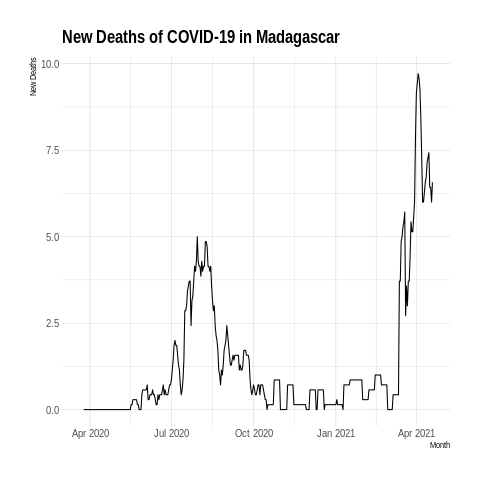 New Deaths of COVID-19 in Madagascar
New Deaths
10.0
7.5
5.0
2.5
0.0
Apr 2020 Jul 2020 Oct 2020 Jan 2021 Apr 2021
Month